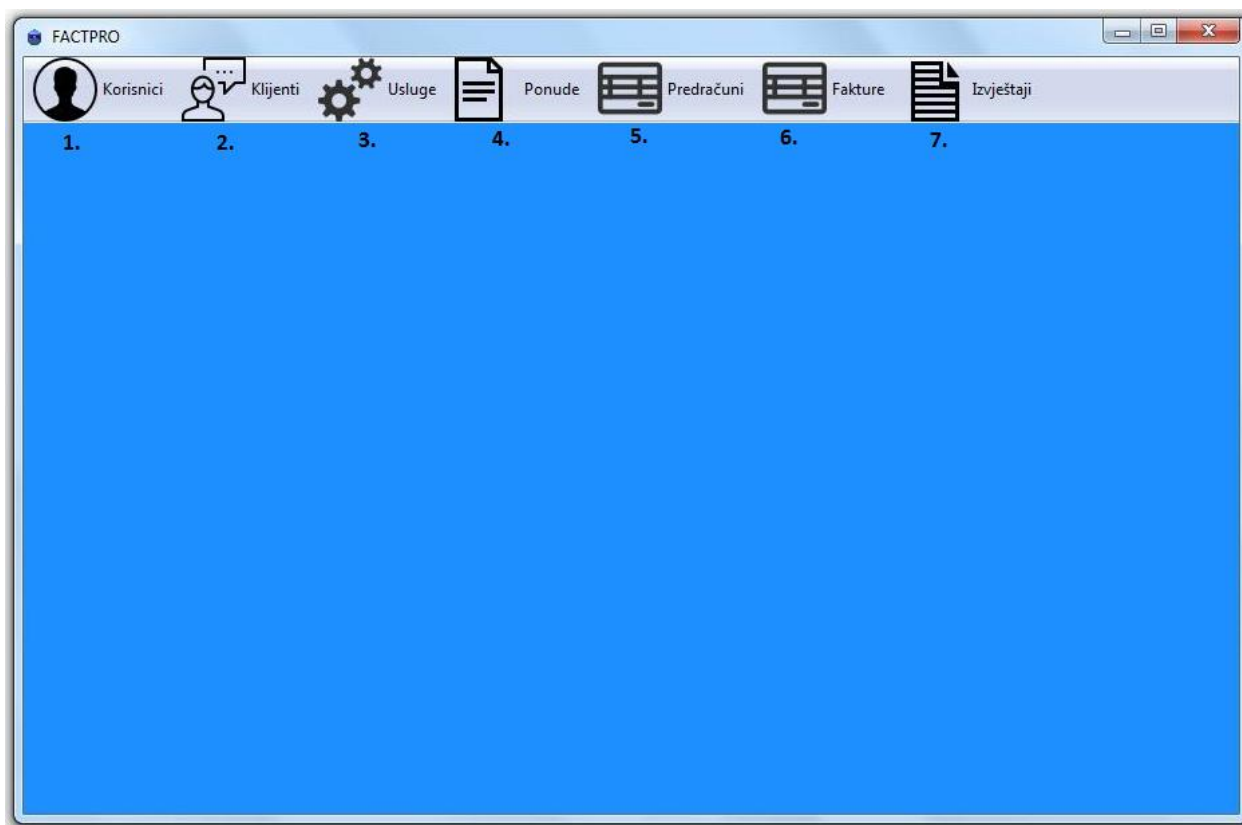 FACTPRO
Korisnici Klijenti Usluge Ponude Predračuni Fakture Izvještaji
1. 2. 3. 4. 5. 6. 7.